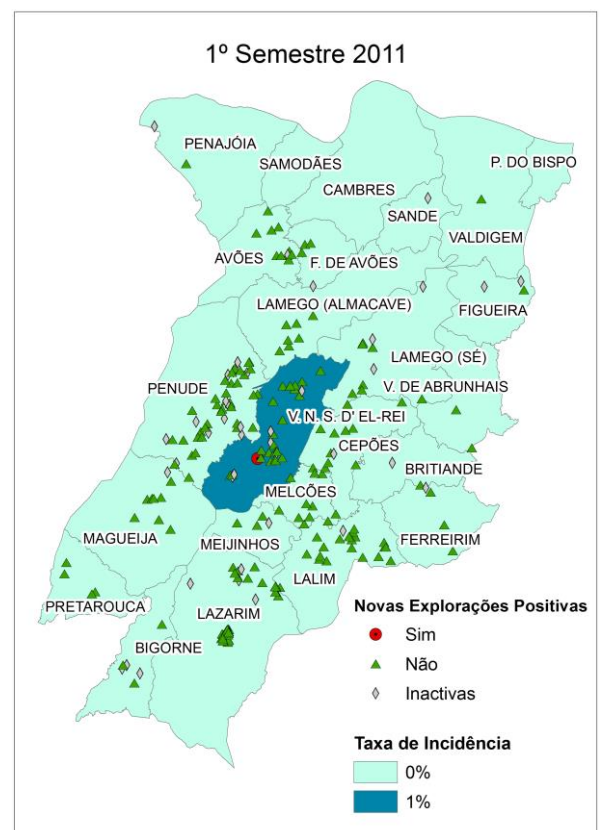 1º Semestre 2011
PENAJÓIA
SAMODÃES
P. DO BISPO
CAMBRES
SANDE
VALDIGEM
AVÕES
F. DE AVÕES
LAMEGO (ALMACAVE)
FIGUEIRA
LAMEGO (SÉ)
PENUDE
V. DE ABRUNHAIS
V. N. S. D' EL-REI
CEPÕES
BRITIANDE
MELCÕES
MAGUEIJA
MEIJINHOS
FERREIRIM
LALIM
PRETAROUCA
LAZARIM
BIGORNE
Novas Explorações Positivas
Sim
Não
Inactivas
Taxa de Incidência
0%
1%